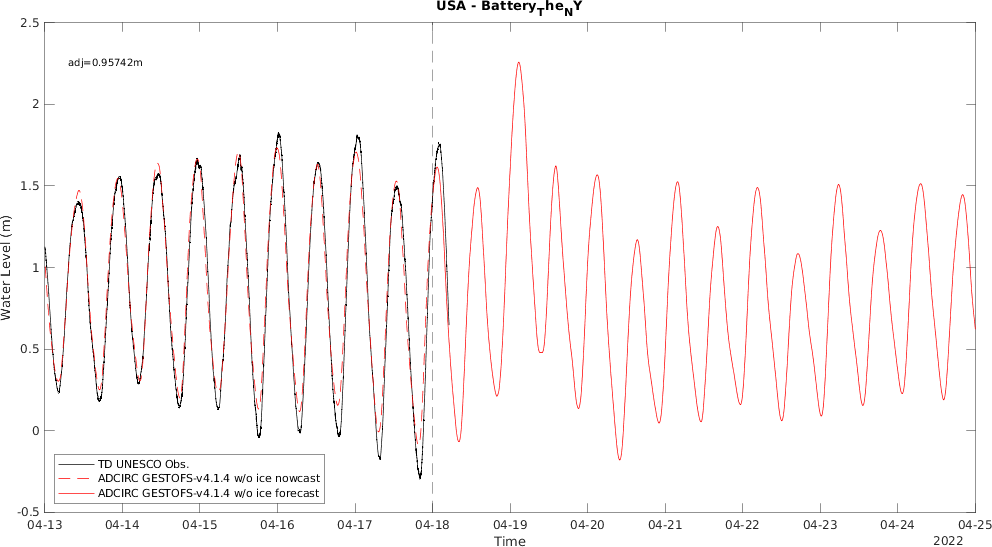 USA - Battery_The_NY
adj=0.95742m
2.5
2
1.5
1
0.5
0
-0.5
Water Level (m)
TD UNESCO Obs.
ADCIRC GESTOFS-v4.1.4 w/o ice nowcast
ADCIRC GESTOFS-v4.1.4 w/o ice forecast
04-13 04-14 04-15 04-16 04-17 04-18 04-19 04-20 04-21 04-22 04-23 04-24 04-25
Time
2022